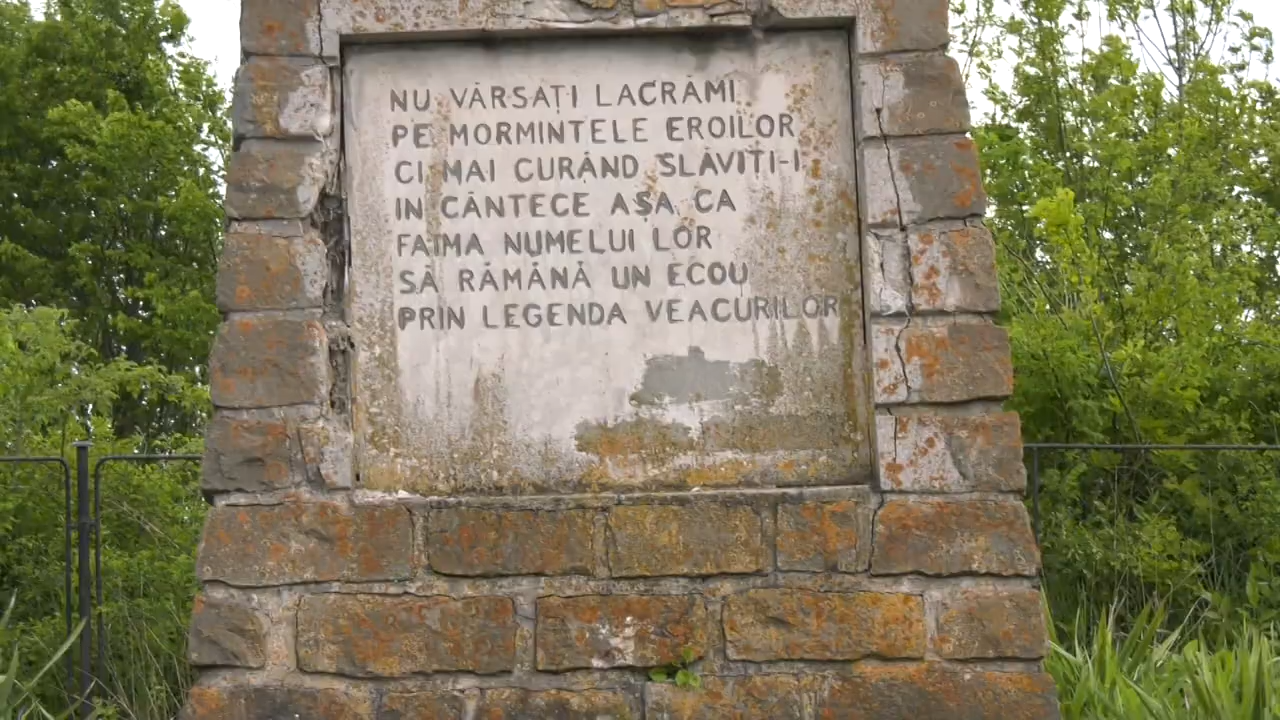 NU VĂRSAȚI LACRĂMI
PE MORMINTELE EROILOR
CI MAI CURÂND SLĂVIȚI-I
IN CÂNTECE AȘA CA
FAIMA NUMELUI LOR
SĂ RĂMÂNĂ UN ECOU
PRIN LEGENDA VEACURILOR